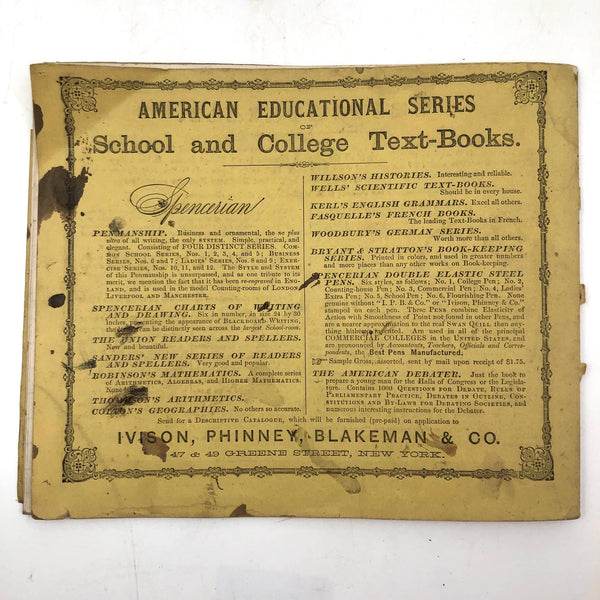 AMERICAN EDUCATIONAL SERIES
OF
School and College Text-Books.
Spencerian
PENMANSHIP. Business and ornamental, the ne plus
ultra of all writing, the only SYSTEM. Simple, practical, and
elegant. Consisting of FOUR DISTINCT SERIES. COM-
MON SCHOOL SERIES, Nos. 1, 2, 3, 4, and 5; BUSINESS
SERIES, Nos. 6 and 7; LADIES' SERIES, Nos. 8 and 9; EXER-
CISE SERIES, Nos. 10, 11, and 12. The STYLE and SYSTEM
of this Penmanship is unsurpassed, and as one tribute to its
merit, we mention the fact that it has been re-engraved in ENG-
LAND, and is used in the model Counting-rooms of LONDON
LIVERPOOL and MANCHESTER.
SPENCERIAN CHARTS OF WRITING
AND DRAWING. Six in number, in size 24 by 30
Inches, presenting the appearance of BLACKBOARD WRITING,
they can be distinctly seen across the largest School-room.
THE UNION READERS AND SPELLERS.
New and beautiful.
SANDERS' NEW SERIES OF READERS
AND SPELLERS. Very good and popular.
ROBINSON'S MATHEMATICS. A complete series
of ARITHMETICS, ALGEBRAS, and HIGHER MATHEMATICS.
None
THOMPSON'S ARITHMETICS.
COLTON'S GEOGRAPHIES. No others so accurate.
WILLSON'S HISTORIES. Interesting and reliable.
WELLS' SCIENTIFIC TEXT-BOOKS.
Should be in every house.
KERL'S ENGLISH GRAMMARS. Excel all others.
FASQUELLE'S FRENCH BOOKS.
The leading Text-Books in French.
WOODBURY'S GERMAN SERIES.
Worth more than all others.
BRYANT & STRATTON'S BOOK-KEEPING
SERIES. Printed in colors, and used in greater numbers
and more places than any other works on Book-keeping.
SPENCERIAN DOUBLE ELASTIC STEEL
PENS. Six styles, as follows; No. 1, College Pen; No. 2,
Counting-home Pen; No. 3, Commercial Pen; No. 4, Ladies'
Extra Pen; No. 5, School Pen; No. 6, Flourishing Pen. None
genuine without "I. P. B. & Co." or "Ivison, Phinney & Co."
stamped on each pen. These PENS combine Elasticity of
Action with Smoothness of Point not found in other Pens, and
are a nearer approximation to the real SWAN QUILL than any-
thing hitherto Are used in all of the principal
COMMERCIAL COLLEGES in the UNITED STATES, and
by Accountants, Teachers, Officials and Corre-
pondents, the Best Pens Manufactured.
Sample Gross, assorted, sent by mail upon receipt of $1.75.
THE AMERICAN DEBATER. Just the book to
prepare a young man for the Halls of Congress or the Legisla-
ture. Contains 1000 QUESTIONS FOR DEBATE, RULES OF
PARLIAMENTARY PRACTICE, DEBATES IN OUTLINE, CONS-
TITUTIONS AND BY-LAWS FOR DEBATING SOCIETIES, and
numerous interesting instructions for the Debater.
Send for a DESCRIPTIVE CATALOGUE, which will be furnished (pre-paid) on application to
IVISON, PHINNEY, BLAKEMAN & CO.
47 & 49 GREENE STREET, NEW YORK.